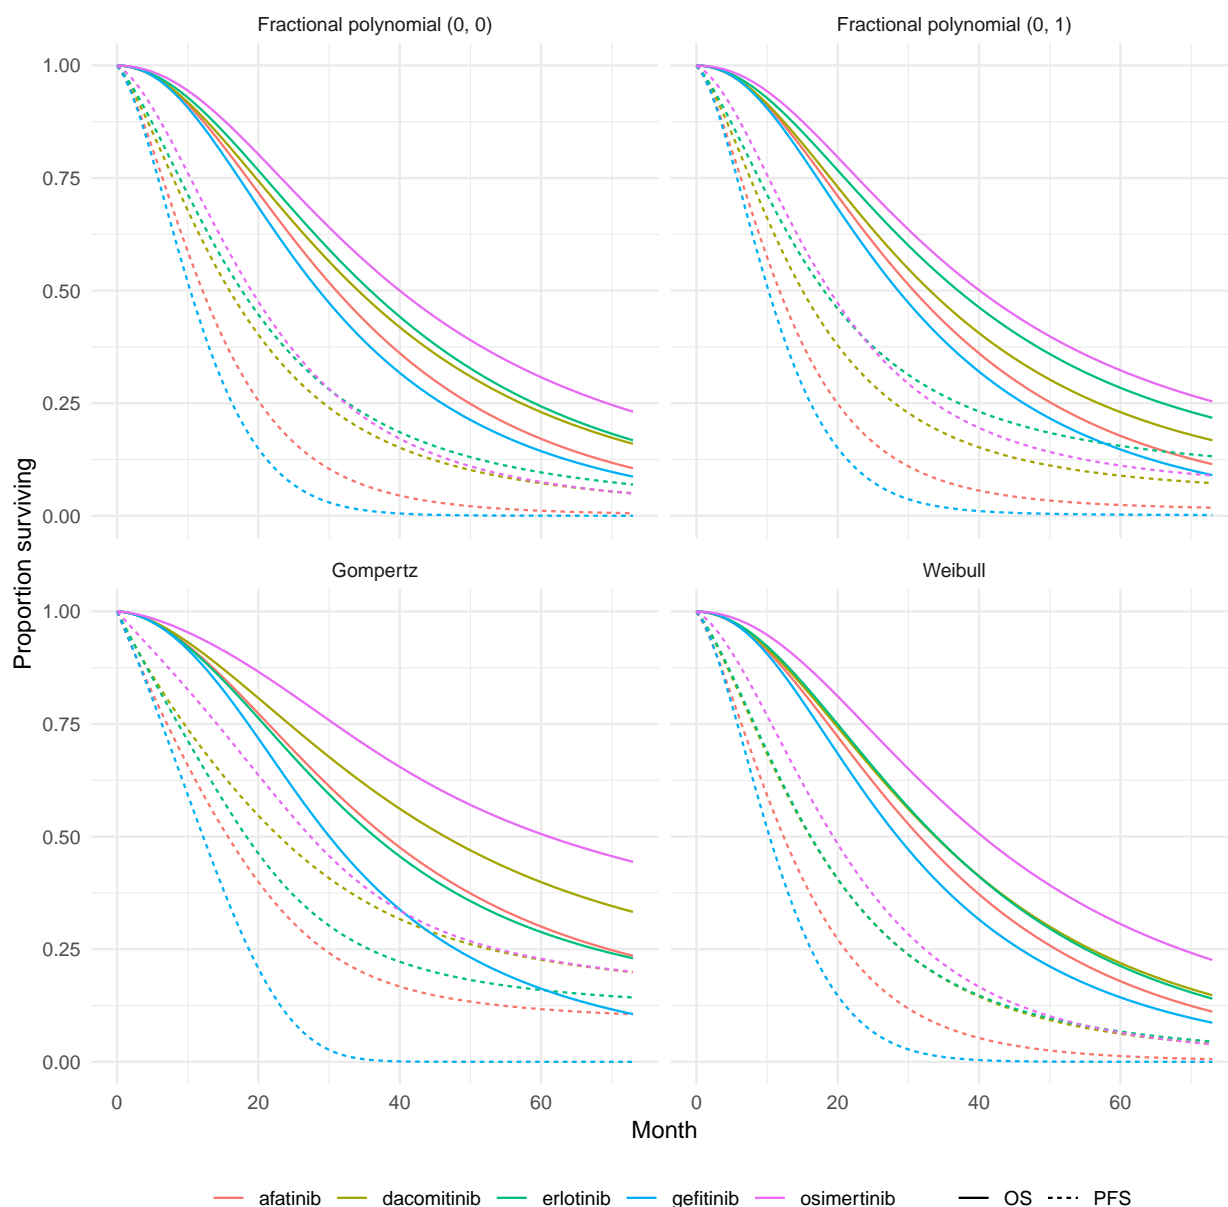 Fractional polynomial (0, 0)
Fractional polynomial (0, 1)
1.00
0.75
0.50
0.25
0.00
Proportion surviving
Gompertz
Weibull
1.00
0.75
0.50
0.25
0.00
0 20 40 60
0 20 40 60
Month
afatinib dacomitinib erlotinib gefitinib osimertinib OS PFS